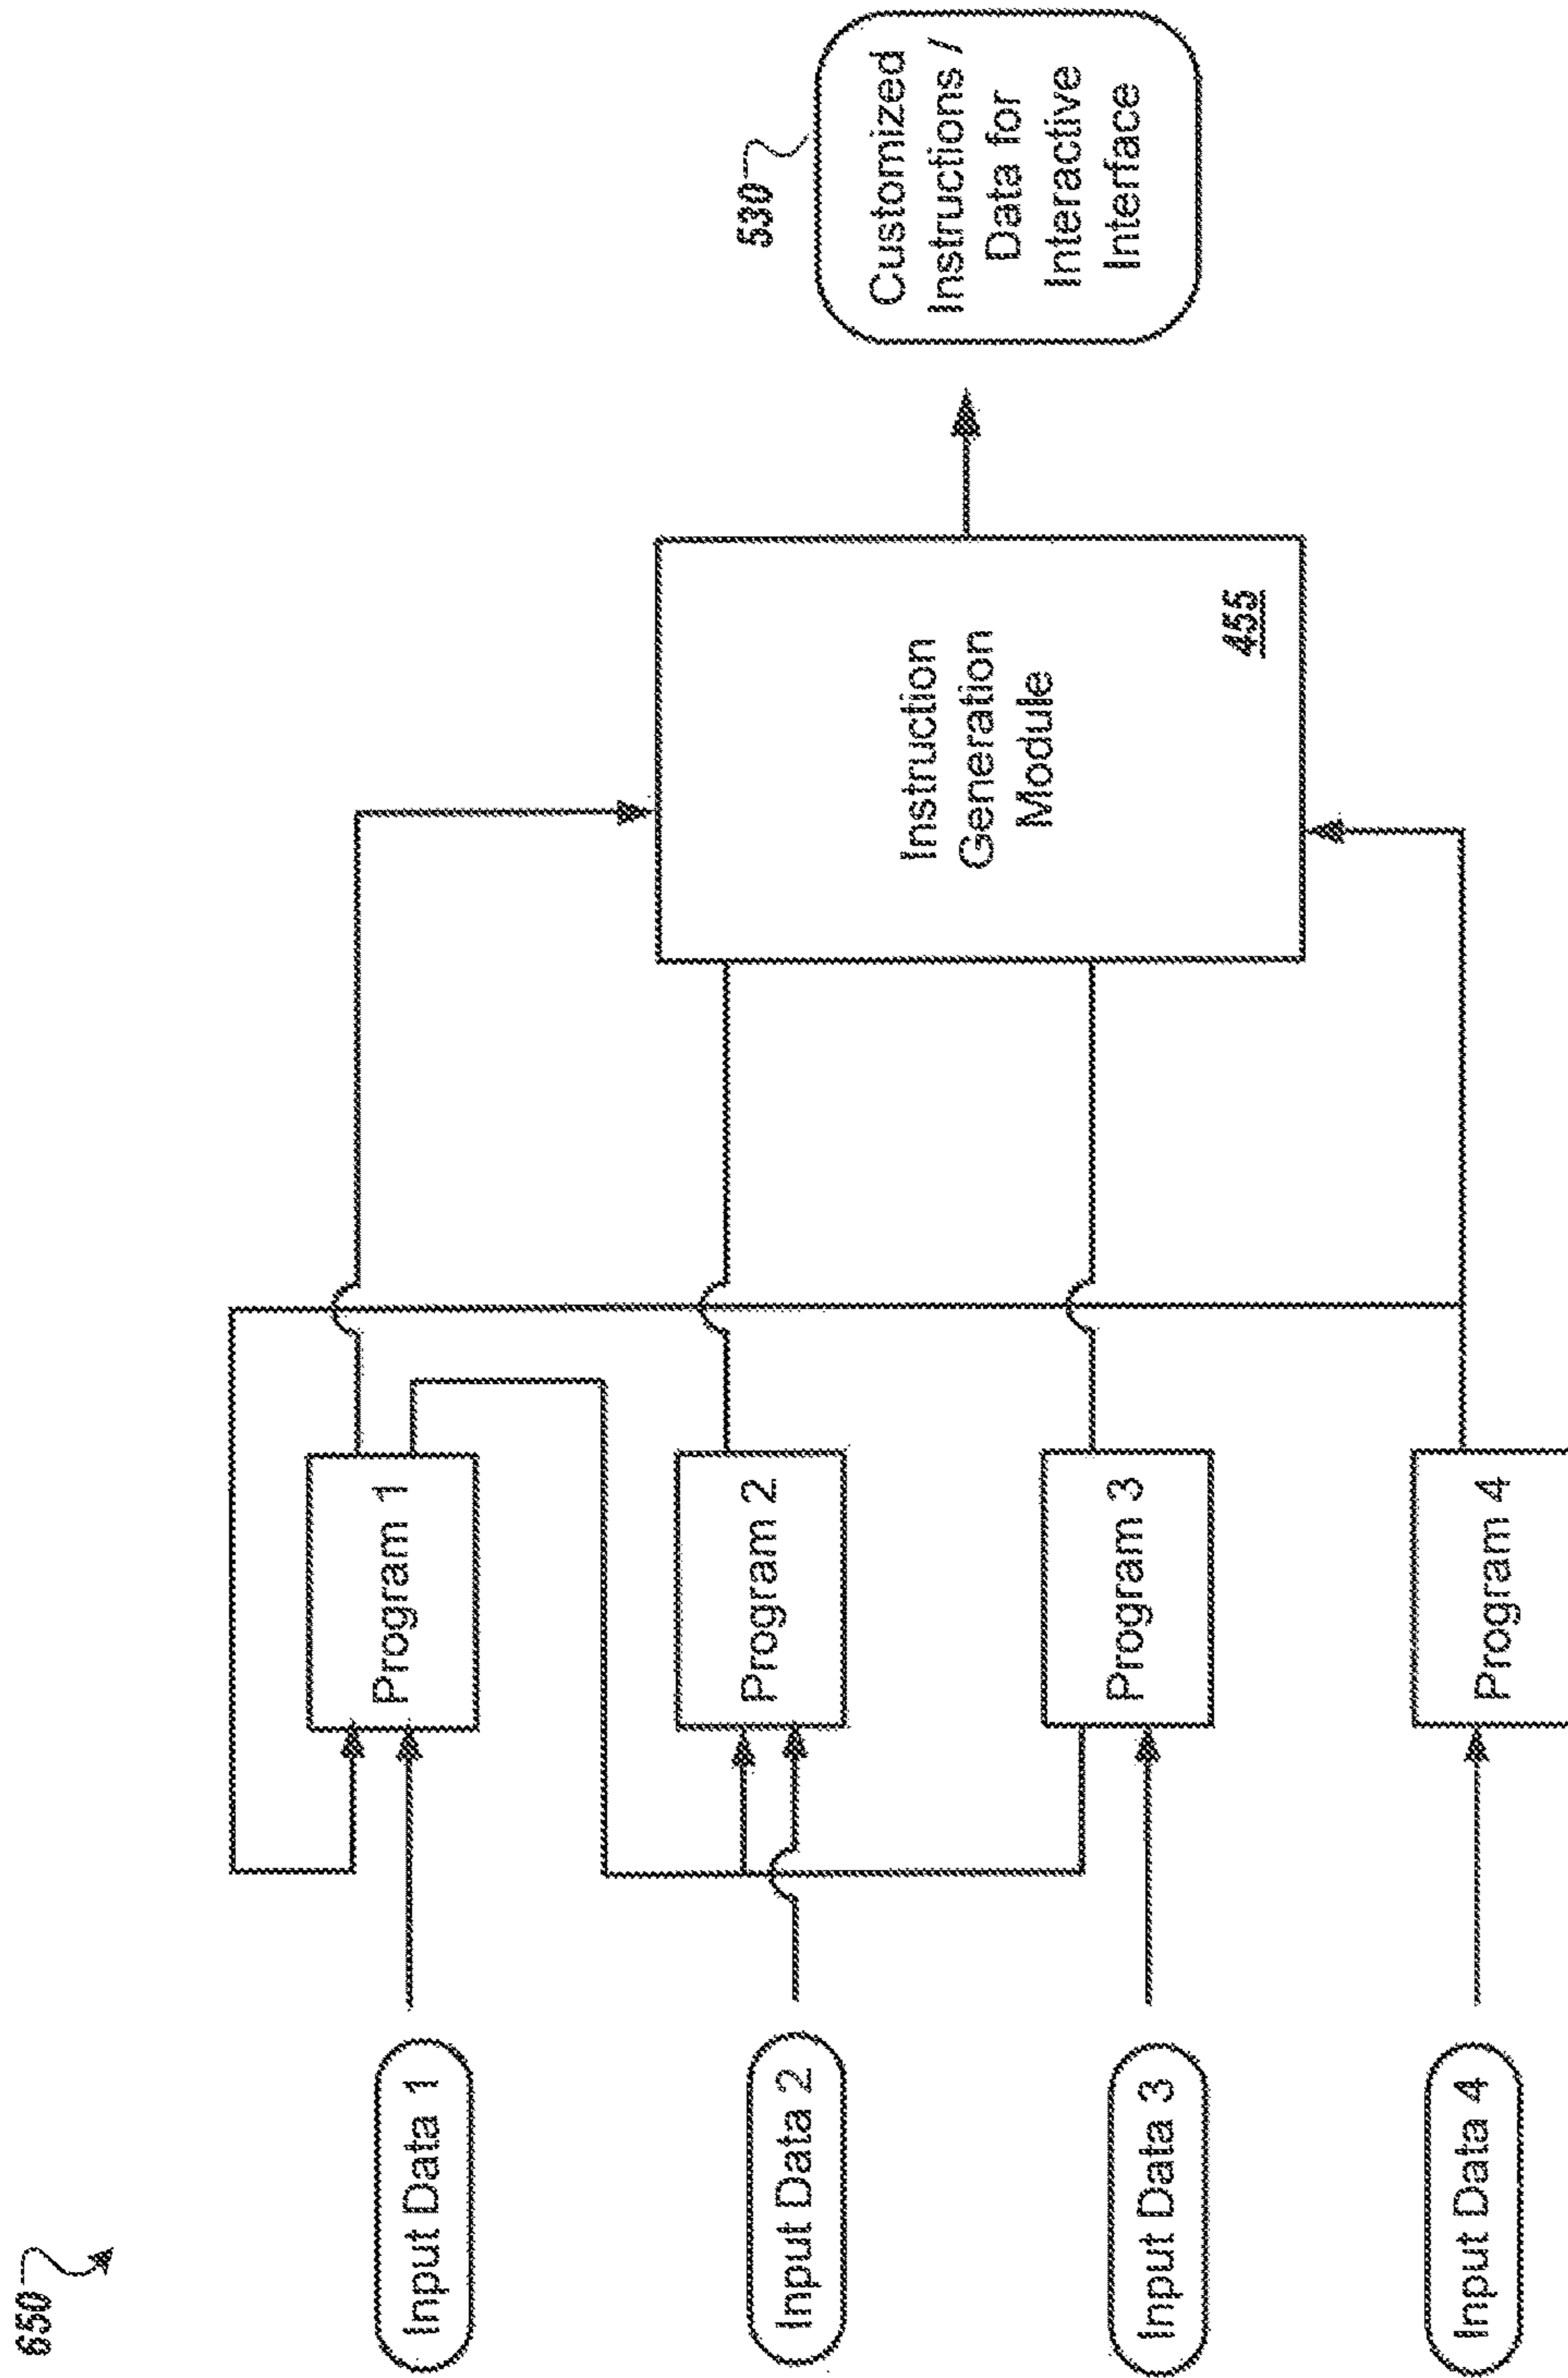 650
Input Data 1
Input Data 2
Input Data 3
Input Data 4
Program 1
Program 2
Program 3
Program 4
Instruction
Generation
Module
455
530
Customized
Instructions /
Data for
Interactive
Interface